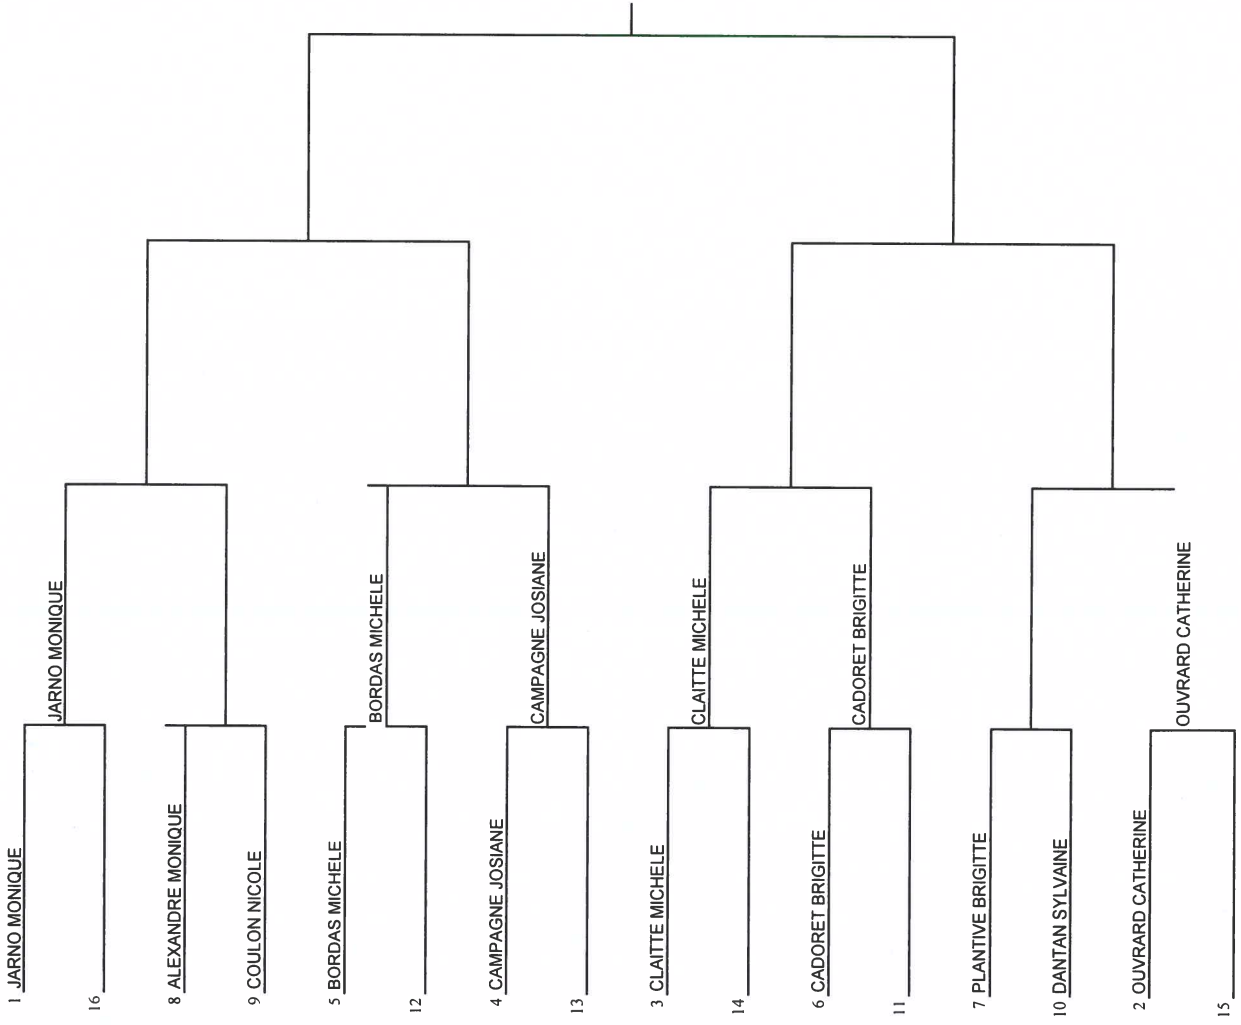 1 JARNO MONIQUE
16
8 ALEXANDRE MONIQUE
9 COULON NICOLE
5 BORDAS MICHELE
12
4 CAMPAGNE JOSIANE
13
3 CLAITTE MICHELE
14
6 CADORET BRIGITTE
11
7 PLANTIVE BRIGITTE
10 DANTAN SYLVAINE
2 OUVRARD CATHERINE
15
JARNO MONIQUE
BORDAS MICHELE
CAMPAGNE JOSIANE
CLAITTE MICHELE
CADORET BRIGITTE
OUVRARD CATHERINE